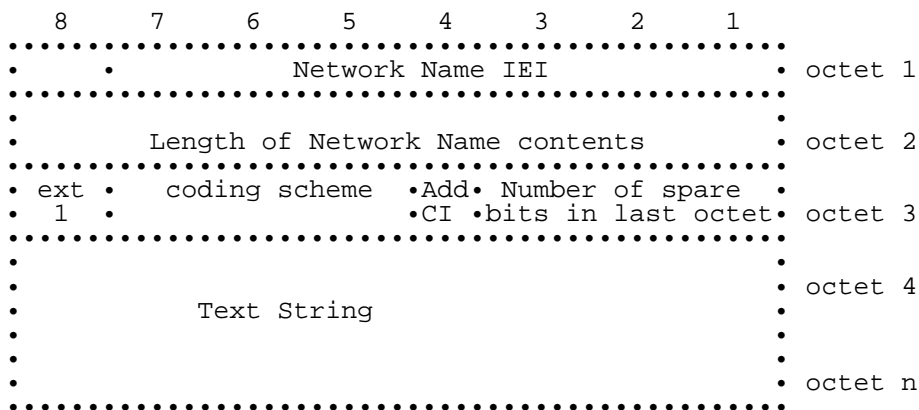 8 7 6 5 4 3 2 1
Network Name IEI octet 1
Length of Network Name contents octet 2
ext coding scheme Add Number of spare
1 CI bits in last octet octet 3
octet 4
Text String
octet n